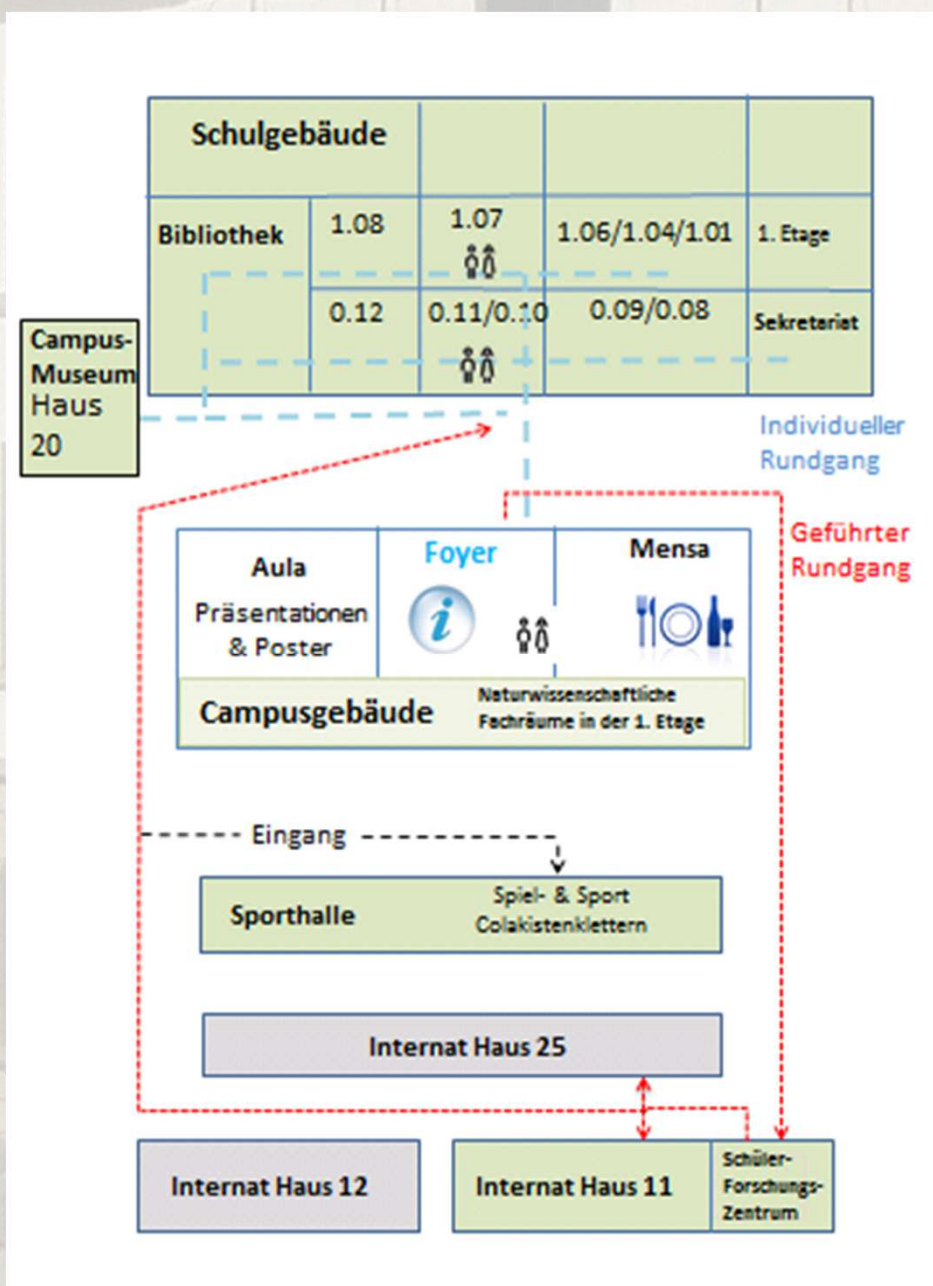 Schulgebäude
Bibliothek
1.08
1.07
1.06/1.04/1.01
1. Etage
0.12
0.11/0.10
0.09/0.08
Sekretariat
Campus-
Museum
Haus
20
Individueller
Rundgang
Geführter
Rundgang
Aula
Präsentationen
& Poster
Foyer
i
Mensa
Campusgebäude
Naturwissenschaftliche
Fachräume in der 1. Etage
Eingang
Sporthalle
Spiel- & Sport
Colakistenklettern
Internat Haus 25
Internat Haus 12
Internat Haus 11
Schüler-
Forschungs-
Zentrum